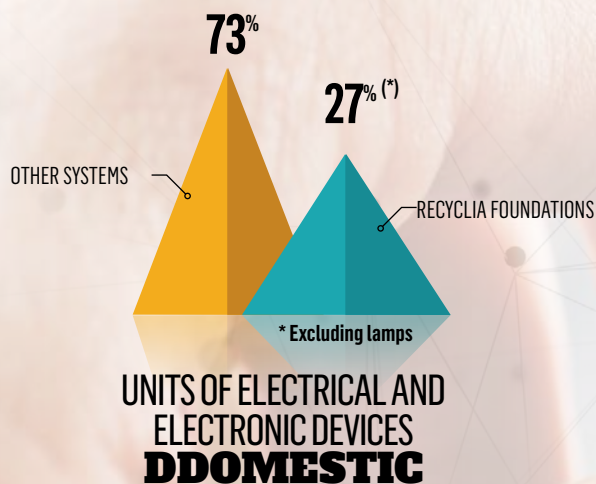 73%
27% (*)
OTHER SYSTEMS
RECYCLIA FOUNDATIONS
* Excluding lamps
UNITS OF ELECTRICAL AND
ELECTRONIC DEVICES
DDOMESTIC